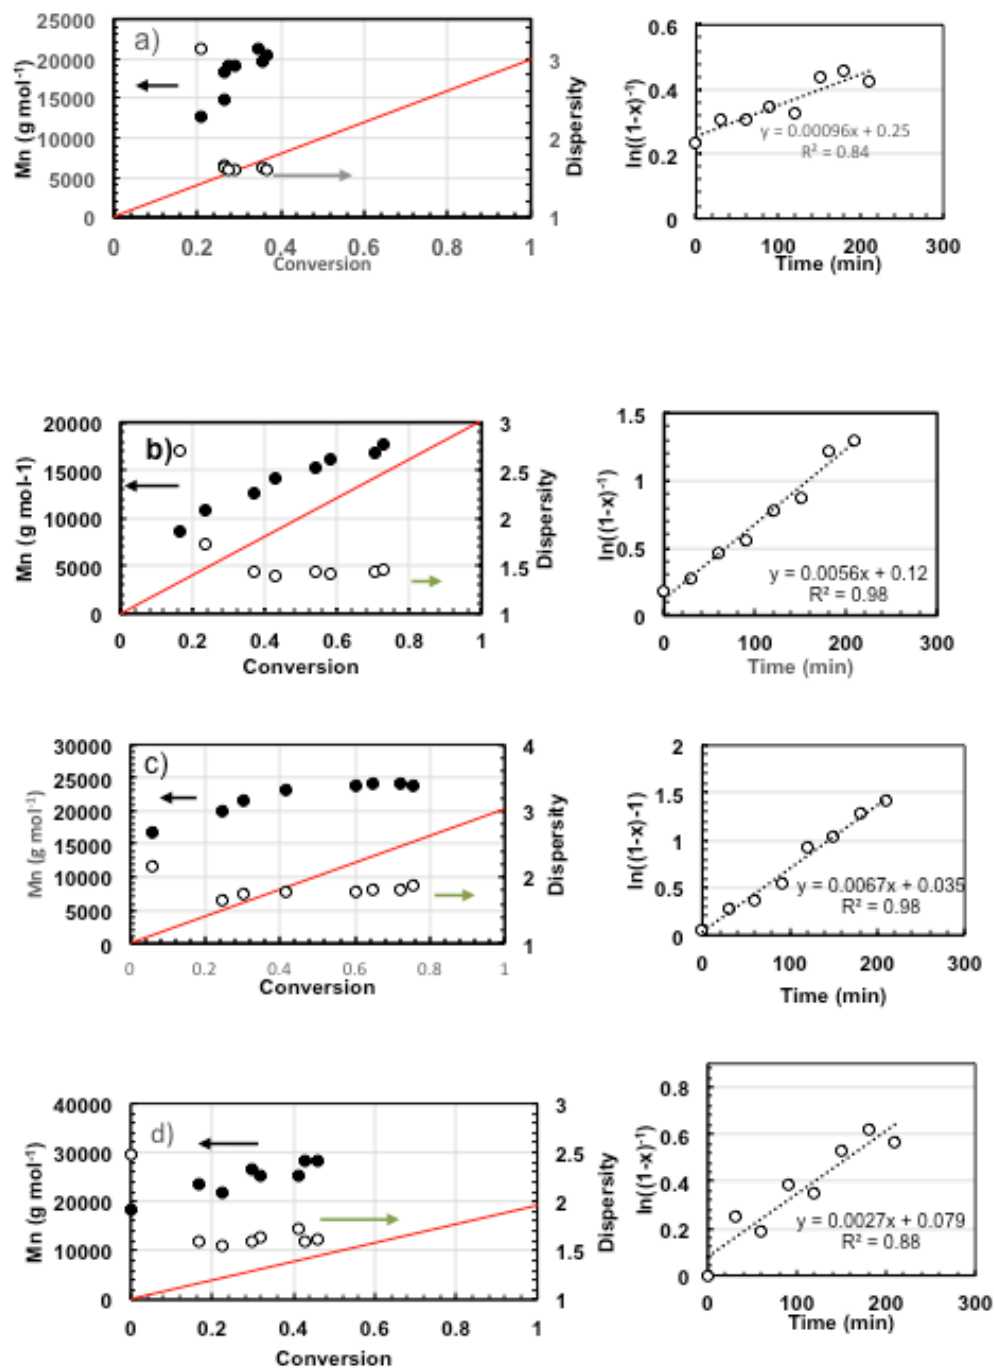 a)
Mn (g mol-1)
25000
20000
15000
10000
5000
0
0 0.2 0.4 0.6 0.8 1
Conversion
3
2
1
Dispersity
ln((1-x)-1)
0.6
0.4
0.2
0
y = 0.00096x + 0.25
R² = 0.84
0 100 200 300
Time (min)
b)
Mn (g mol-1)
20000
15000
10000
5000
0
0 0.2 0.4 0.6 0.8 1
Conversion
3
2.5
2
1.5
1
Dispersity
ln((1-x)-1)
1.5
1
0.5
0
y = 0.0056x + 0.12
R² = 0.98
0 100 200 300
Time (min)
c)
Mn (g mol-1)
30000
25000
20000
15000
10000
5000
0
0 0.2 0.4 0.6 0.8 1
Conversion
4
3
2
1
Dispersity
ln((1-x)-1)
2
1.5
1
0.5
0
y = 0.0067x + 0.035
R² = 0.98
0 100 200 300
Time (min)
d)
Mn (g mol-1)
40000
30000
20000
10000
0
0 0.2 0.4 0.6 0.8 1
Conversion
3
2.5
2
1.5
1
Dispersity
ln((1-x)-1)
0.8
0.6
0.4
0.2
0
y = 0.0027x + 0.079
R² = 0.88
0 100 200 300
Time (min)